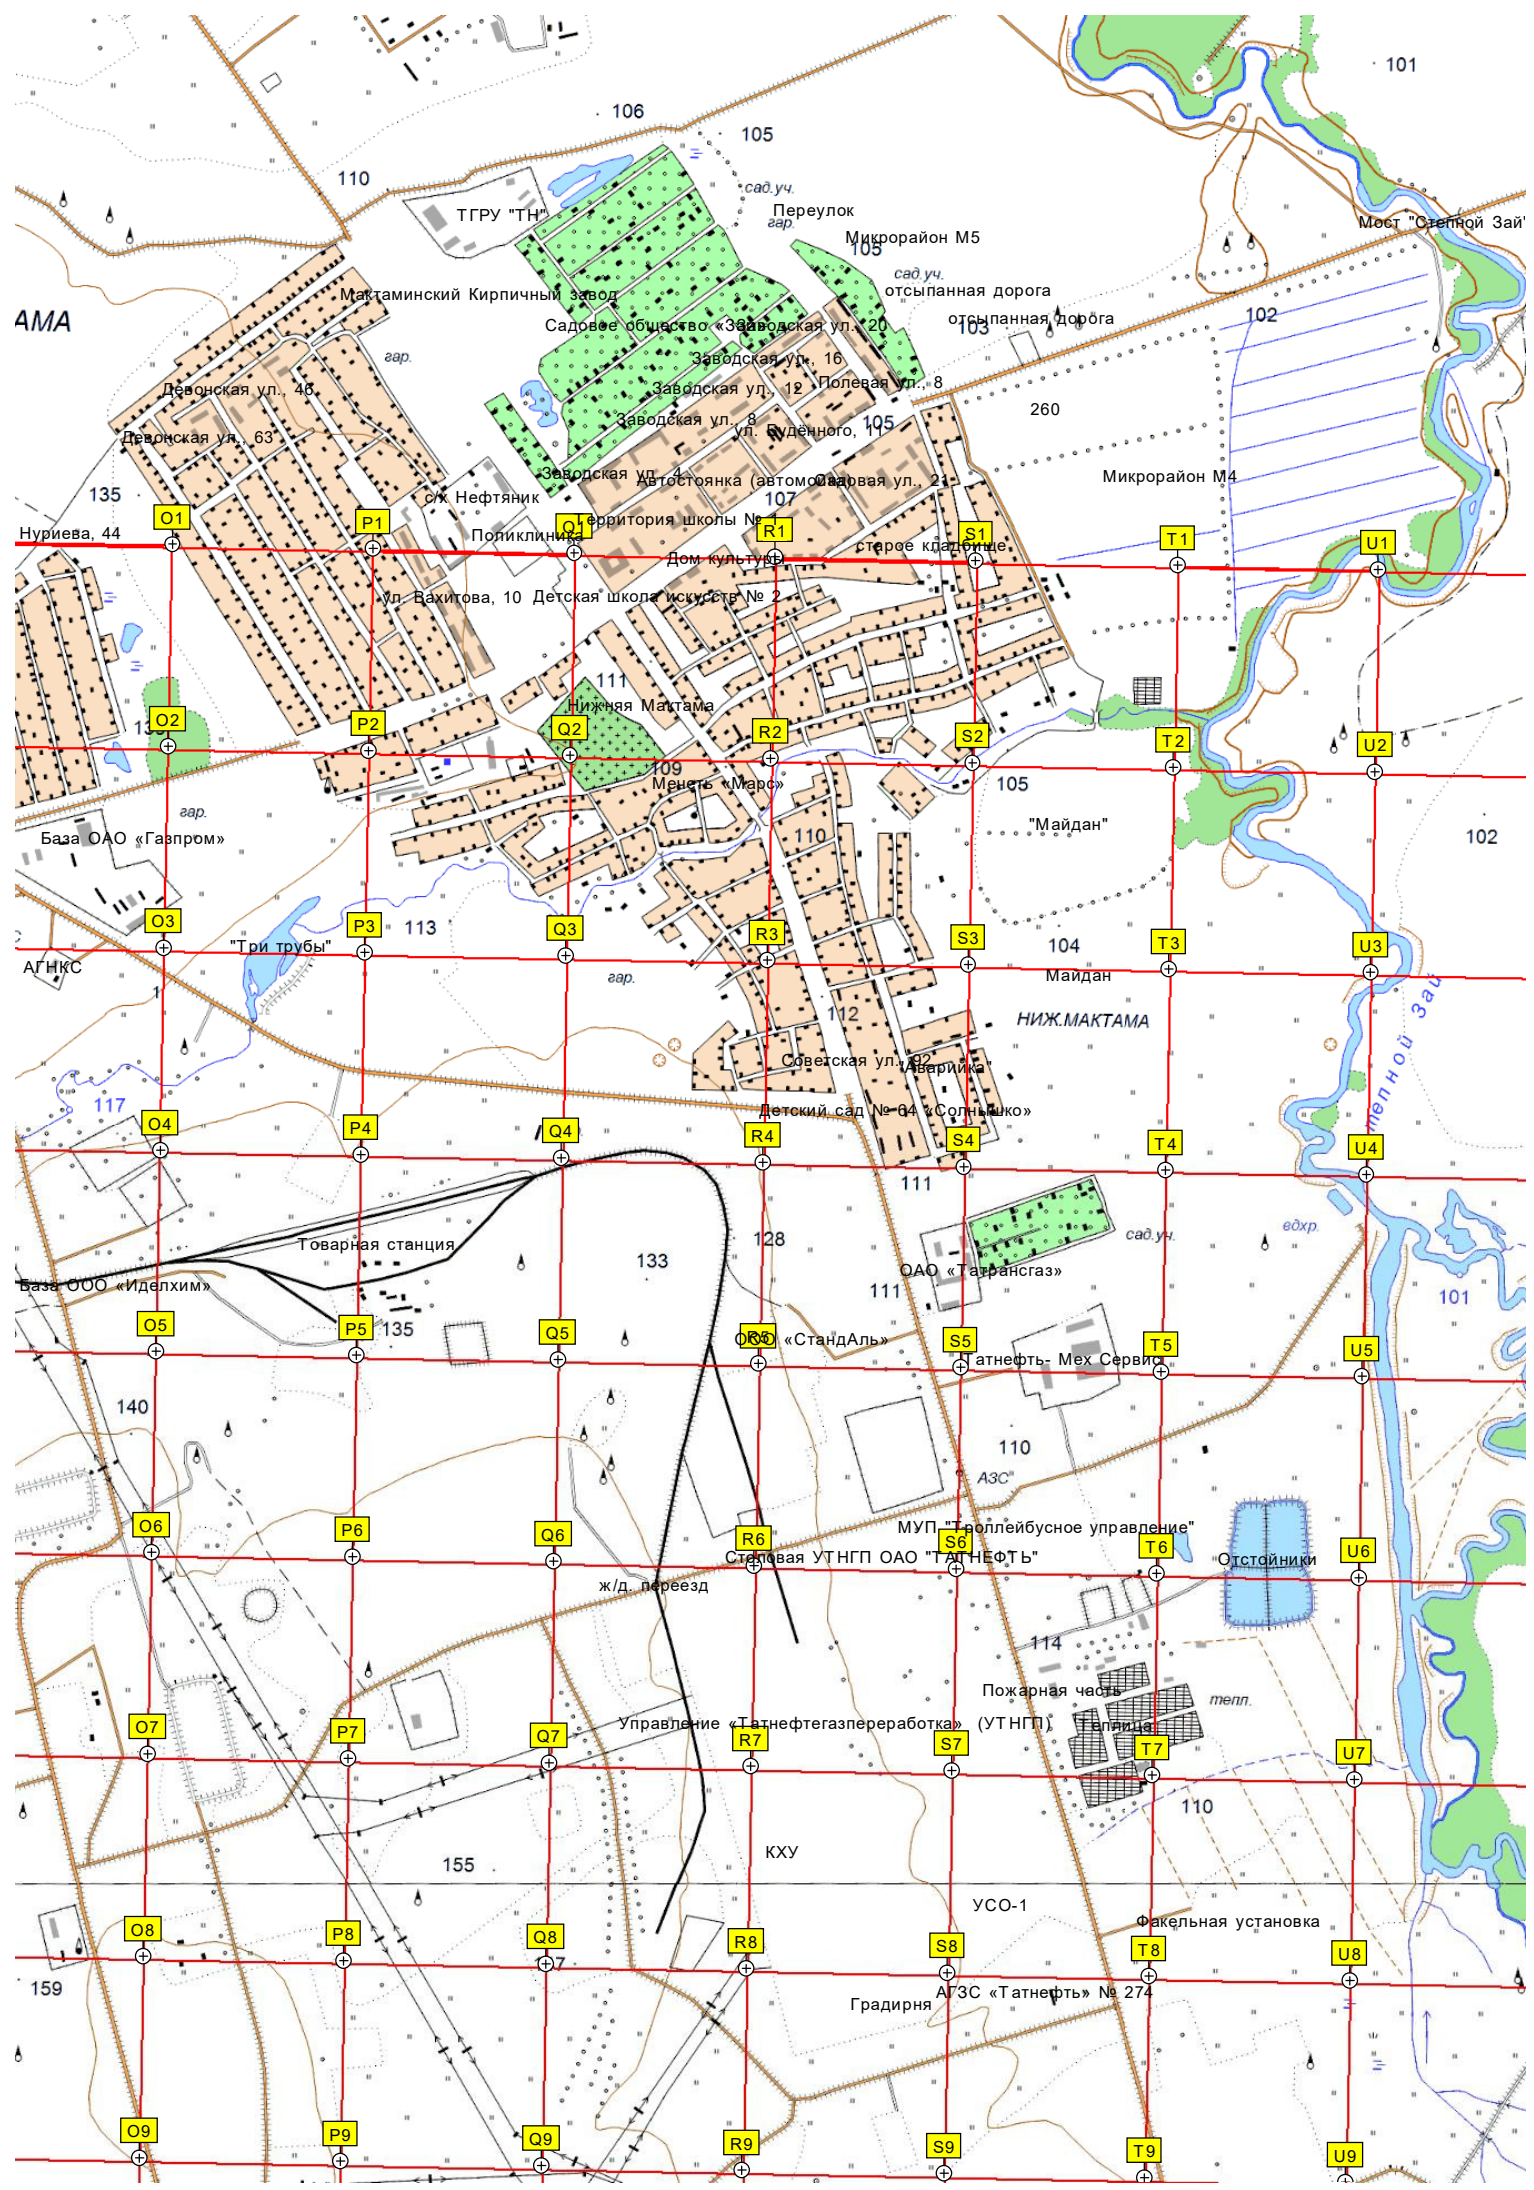 101
106
105
110
сад.уч.
ТГРУ "ТН"
Переулок
гар.
Мост "Степной Зай"
Микрорайон М5
105
сад.уч.
отсыпанная дорога
Мактаминский Кирпичный завод
АМА
102
отсыпанная дорога
103
Садовое общество
Заводская ул., 20
гар.
Заводская ул., 16
Девонская ул., 46
Заводская ул., 12
Полевая ул., 8
260
Заводская ул., 8
105
ул. Будённого, 11
Девонская ул., 63
Заводская ул., 4
Автостоянка
Садовая ул., 21
Микрорайон М4
135
с/х Нефтяник
107
O1
P1
Территория школы № 1
R1
S1
T1
U1
Нуриева, 44
Поликлиника
Дом культуры
старое кладбище
ул. Вахитова, 10
Детская школа искусств № 2
111
Нижняя Мактама
O2
P2
Q2
R2
S2
T2
U2
109
Мечеть «Марс»
105
гар.
База ОАО «Газпром»
110
"Майдан"
102
O3
P3
113
Q3
R3
S3
T3
U3
"Три трубы"
104
АГНКС
гар.
Майдан
112
НИЖ.МАКТАМА
тепной Зай
Советская ул., 92
"Аварийка"
117
Детский сад № 64 «Солнышко»
O4
P4
Q4
R4
S4
T4
U4
111
Товарная станция
133
128
сад.уч.
вдхр.
База ООО «Иделхим»
111
ОАО «Татрансгаз»
101
O5
P5
135
Q5
R5
ООО «СтандАль»
S5
T5
U5
Татнефть- Мех Сервис
140
110
АЗС
O6
P6
Q6
R6
S6
T6
U6
МУП "Троллейбусное управление"
Столовая УТНГП ОАО "ТАТНЕФТЬ"
Отстойники
ж/д. переезд
114
Пожарная часть
тепл.
Управление «Татнефтегазпереработка» (УТНГП)
Теплица
O7
P7
Q7
R7
S7
T7
U7
110
КХУ
155
УСО-1
Факельная установка
O8
P8
Q8
R8
S8
T8
U8
159
АГЗС «Татнефть» № 274
Градирня
O9
P9
Q9
R9
S9
T9
U9